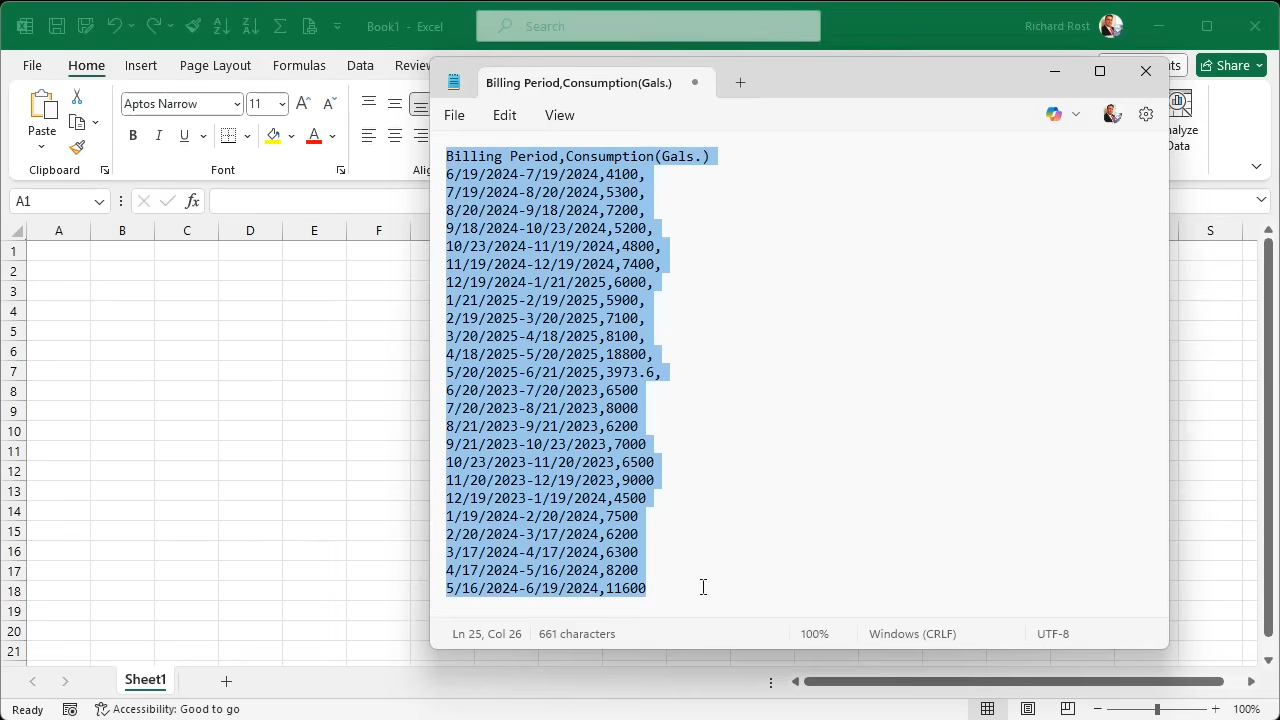 Book1 - Excel
Search
Richard Rost
File
Home
Insert
Page Layout
Formulas
Data
Share
Paste
Aptos Narrow
11
B I U
A
Clipboard
Font
Data
A1
fx
A B C D E F S
1
2
3
4
5
6
7
8
9
10
11
12
13
14
15
16
17
18
19
20
21
Billing Period,Consumption(Gals.)
File
Edit
View
Billing Period,Consumption(Gals.)
6/19/2024-7/19/2024,4100,
7/19/2024-8/20/2024,5300,
8/20/2024-9/18/2024,7200,
9/18/2024-10/23/2024,5200,
10/23/2024-11/19/2024,4800,
11/19/2024-12/19/2024,7400,
12/19/2024-1/21/2025,6000,
1/21/2025-2/19/2025,5900,
2/19/2025-3/20/2025,7100,
3/20/2025-4/18/2025,8100,
4/18/2025-5/20/2025,18800,
5/20/2025-6/21/2025,3973.6,
6/20/2023-7/20/2023,6500
7/20/2023-8/21/2023,8000
8/21/2023-9/21/2023,6200
9/21/2023-10/23/2023,7000
10/23/2023-11/20/2023,6500
11/20/2023-12/19/2023,9000
12/19/2023-1/19/2024,4500
1/19/2024-2/20/2024,7500
2/20/2024-3/17/2024,6200
3/17/2024-4/17/2024,6300
4/17/2024-5/16/2024,8200
5/16/2024-6/19/2024,11600
Ln 25, Col 26
661 characters
100%
Windows (CRLF)
UTF-8
Sheet1
Ready
Accessibility: Good to go
100%